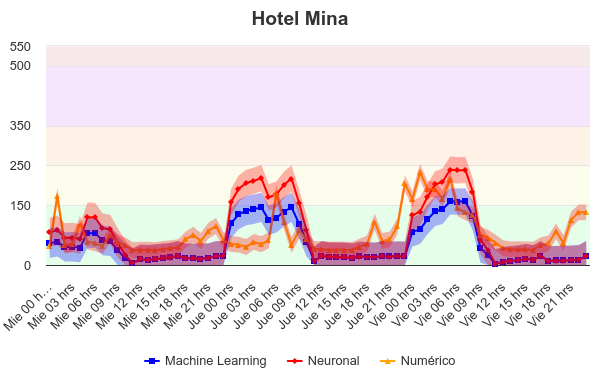 Hotel Mina
550
500
350
250
150
0
Mie 00 h...
Mie 03 hrs
Mie 06 hrs
Mie 09 hrs
Mie 12 hrs
Mie 15 hrs
Mie 18 hrs
Mie 21 hrs
Jue 00 hrs
Jue 03 hrs
Jue 06 hrs
Jue 09 hrs
Jue 12 hrs
Jue 15 hrs
Jue 18 hrs
Jue 21 hrs
Vie 00 hrs
Vie 03 hrs
Vie 06 hrs
Vie 09 hrs
Vie 12 hrs
Vie 15 hrs
Vie 18 hrs
Vie 21 hrs
Machine Learning Neuronal Numérico